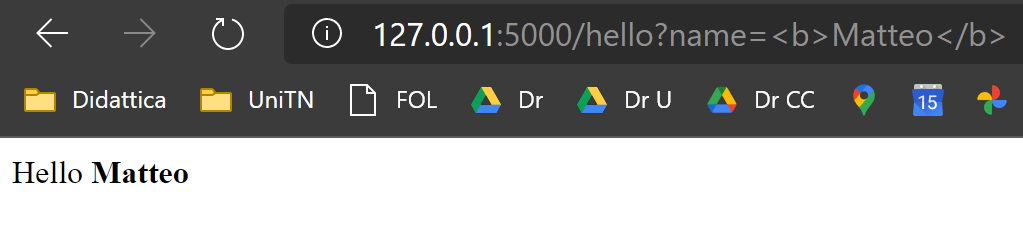 127.0.0.1:5000/hello?name=<b>Matteo</b>
Didattica UniTN FOL Dr Dr U Dr CC 15
Hello Matteo